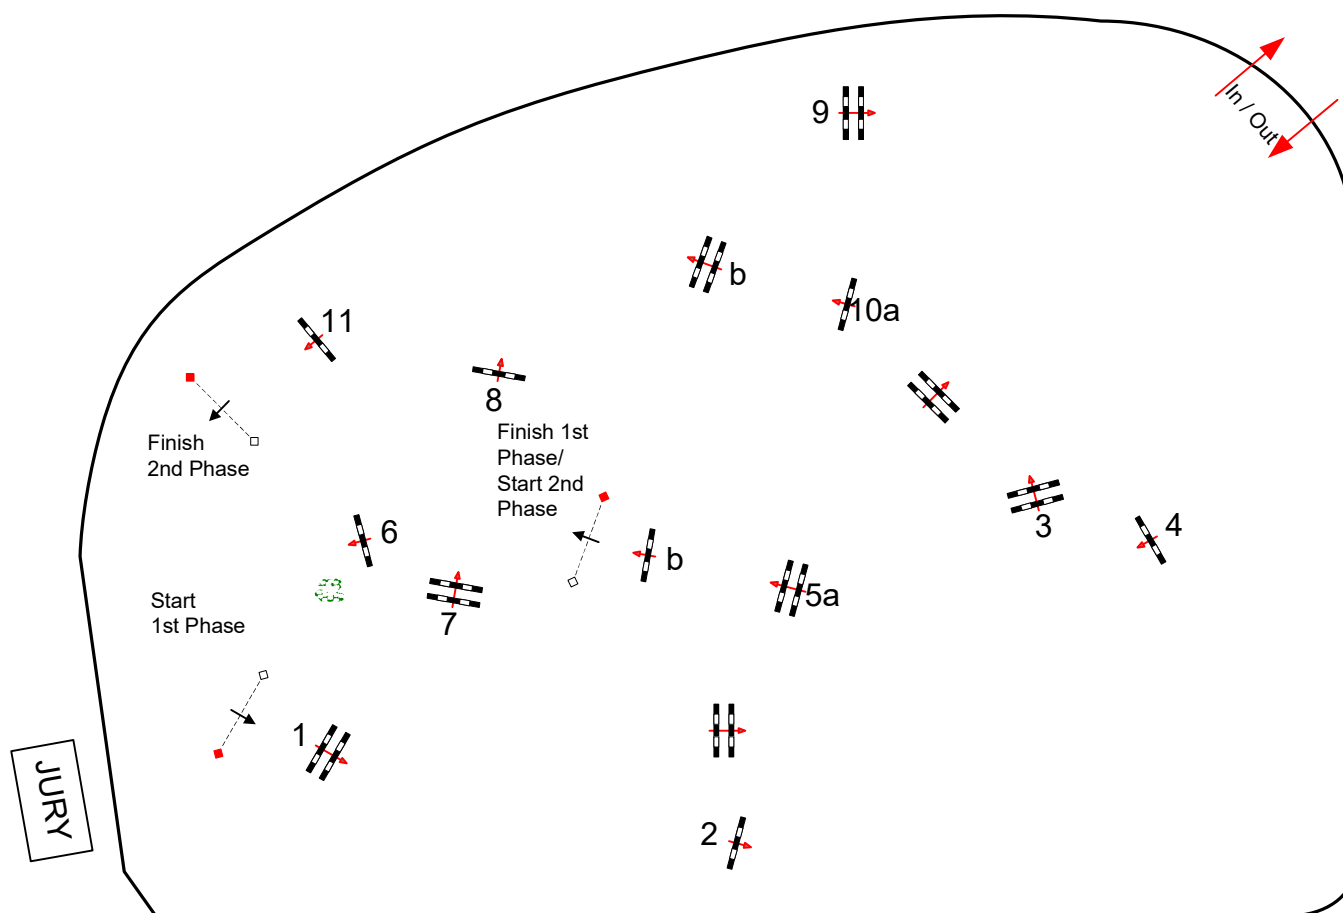 In / Out
9
b
10a
11
8
Finish 1st
Phase/
Start 2nd
Phase
Finish
2nd Phase
6
b
3
4
5a
7
Start
1st Phase
1
2
JURY